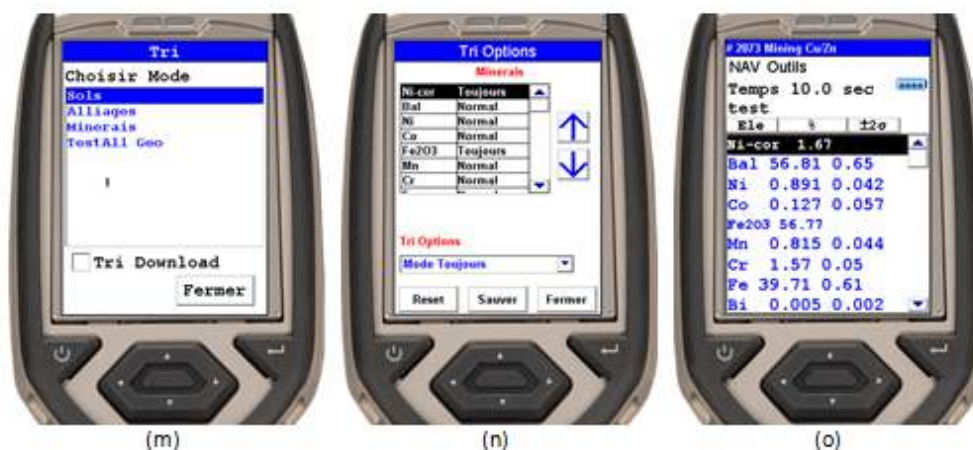 Tri
Choisir Mode
Sols
Alliages
Minerais
TestAll Geo
Tri Download
Fermer
(m)
Tri Options
Minerais
Ni-cor Toujours
Bal Normal
Ni Normal
Co Normal
Fe2O3 Toujours
Mn Normal
Cr Normal
Tri Options
Mode Toujours
Reset Sauver Fermer
(n)
# 2073 Mining Cu/Zn
NAV Outils
Temps 10.0 sec
test
Ele % ±2σ
Ni-cor 1.67
Bal 56.81 0.65
Ni 0.891 0.042
Co 0.127 0.057
Fe2O3 56.77
Mn 0.815 0.044
Cr 1.57 0.05
Fe 39.71 0.61
Bi 0.005 0.002
(o)